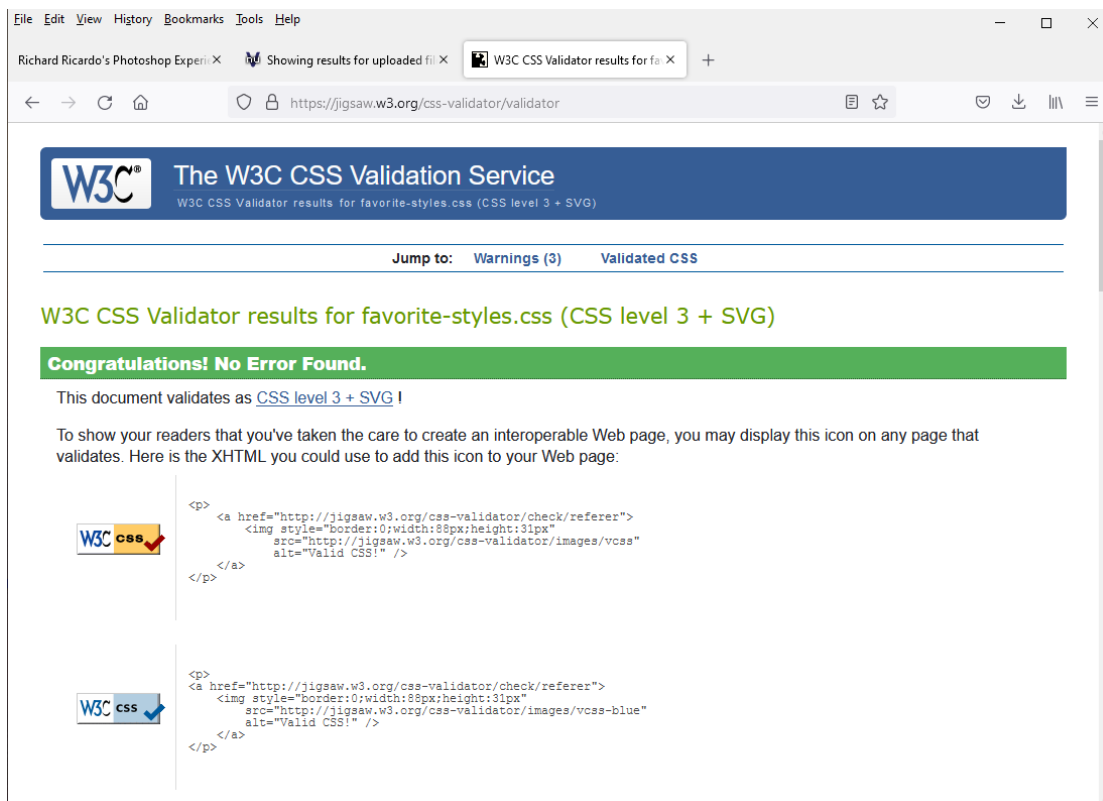 File Edit View History Bookmarks Tools Help
Richard Ricardo's Photoshop Experi
Showing results for uploaded fil
W3C CSS Validator results for fa
https://jigsaw.w3.org/css-validator/validator
W3C®
The W3C CSS Validation Service
W3C CSS Validator results for favorite-styles.css (CSS level 3 + SVG)
Jump to: Warnings (3) Validated CSS
W3C CSS Validator results for favorite-styles.css (CSS level 3 + SVG)
Congratulations! No Error Found.
This document validates as CSS level 3 + SVG !
To show your readers that you've taken the care to create an interoperable Web page, you may display this icon on any page that
validates. Here is the XHTML you could use to add this icon to your Web page:
W3C css
<p>
<a href="http://jigsaw.w3.org/css-validator/check/referer">
<img style="border:0;width:88px;height:31px"
src="http://jigsaw.w3.org/css-validator/images/vcss"
alt="Valid CSS!" />
</a>
</p>
W3C css
<p>
<a href="http://jigsaw.w3.org/css-validator/check/referer">
<img style="border:0;width:88px;height:31px"
src="http://jigsaw.w3.org/css-validator/images/vcss-blue"
alt="Valid CSS!" />
</a>
</p>